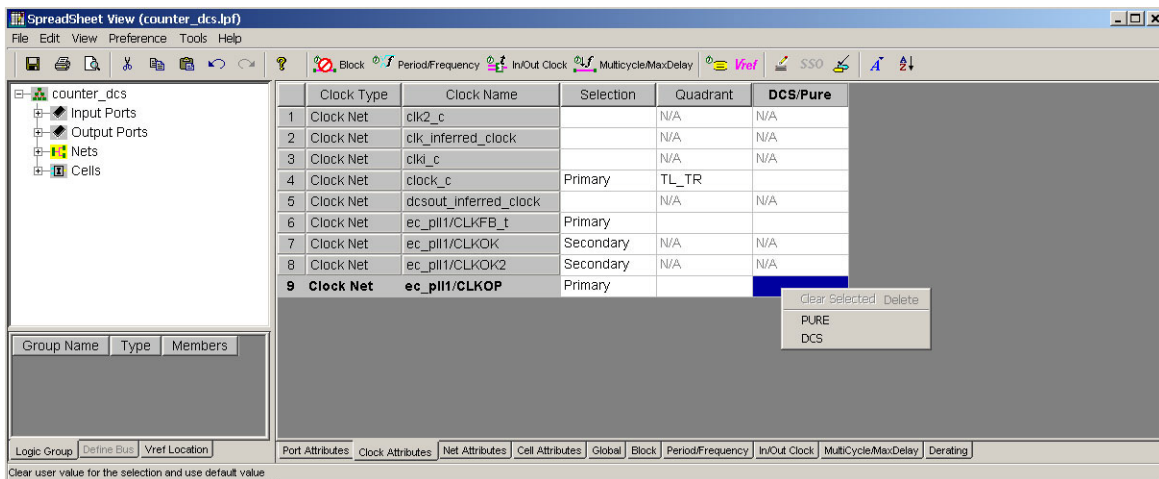 SpreadSheet View (counter_dcs.lpf)
File Edit View Preference Tools Help
Block Period/Frequency In/Out Clock Multicycle/MaxDelay Vref SSO
counter_dcs
Input Ports
Output Ports
Nets
Cells
Clock Type Clock Name Selection Quadrant DCS/Pure
1 Clock Net clk2_c N/A N/A
2 Clock Net clk_inferred_clock N/A N/A
3 Clock Net clki_c N/A N/A
4 Clock Net clock_c Primary TL_TR
5 Clock Net dcsout_inferred_clock N/A N/A
6 Clock Net ec_pll1/CLKFB_t Primary
7 Clock Net ec_pll1/CLKOK Secondary N/A N/A
8 Clock Net ec_pll1/CLKOK2 Secondary N/A N/A
9 Clock Net ec_pll1/CLKOP Primary
Clear Selected Delete
PURE
DCS
Group Name Type Members
Logic Group Define Bus Vref Location
Port Attributes Clock Attributes Net Attributes Cell Attributes Global Block Period/Frequency In/Out Clock MultiCycle/MaxDelay Derating
Clear user value for the selection and use default value